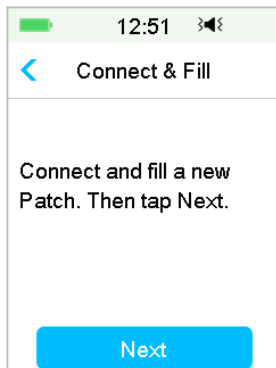 12:51
Connect & Fill
Connect and fill a new
Patch. Then tap Next.
Next